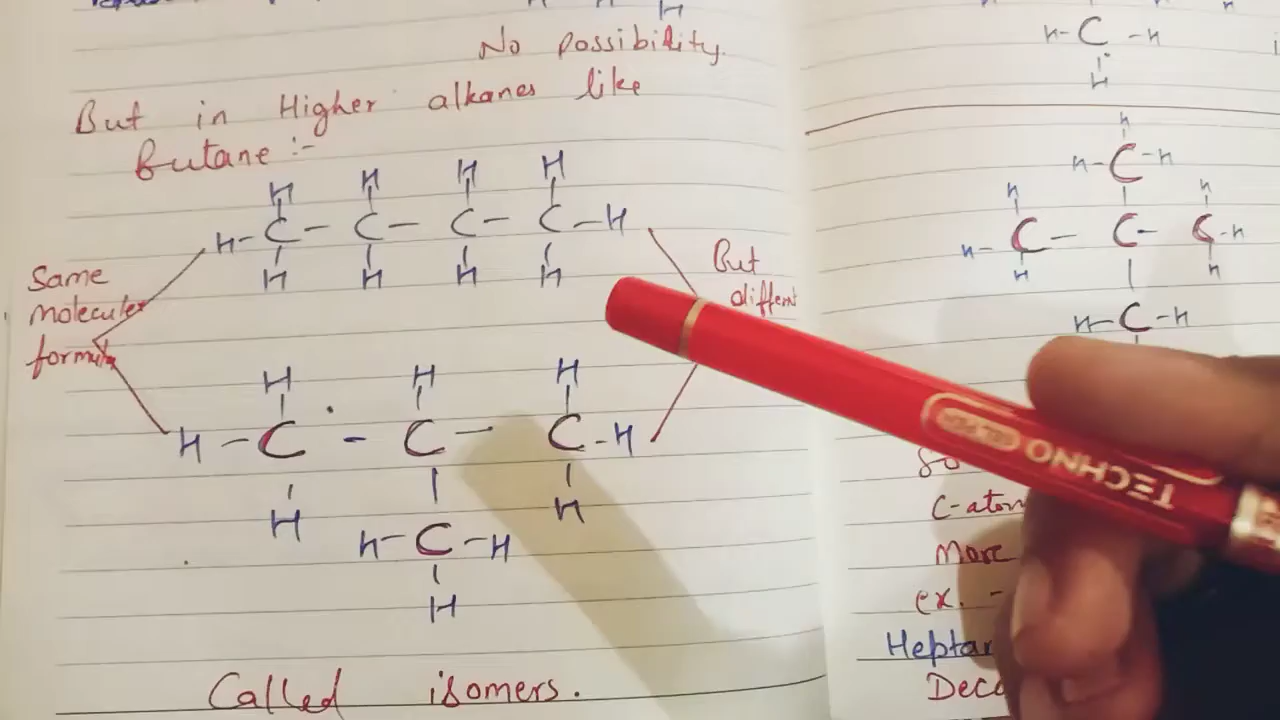 No possibility.
But in Higher alkanes like
Butane :-
H H H H
H-C - C - C - C -H
H H H H
Same
molecular
formula
But
different
H H H
H - C - C - C -H
H H
H-C-H
H
Called isomers.
H-C-H
H
H
H-C-H
H H
H-C - C- C-H
H H
H-C-H
So
C-atom
More
ex. -
Heptan
Deca
TECHNO